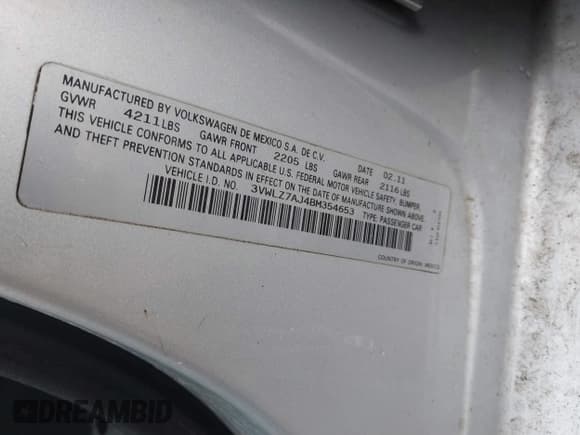 MANUFACTURED BY VOLKSWAGEN DE MEXICO S.A. DE C.V. DATE 02.11
GVWR 4211LBS GAWR FRONT 2205 LBS GAWR REAR 2116LBS
THIS VEHICLE CONFORMS TO ALL APPLICABLE U.S. FEDERAL MOTOR VEHICLE SAFETY, BUMPER,
AND THEFT PREVENTION STANDARDS IN EFFECT ON THE DATE OF MANUFACTURE SHOWN ABOVE.
VEHICLE I.D. NO. 3VWLZ7AJ4BM354653 TYPE: PASSENGER CAR
COUNTRY OF ORIGIN: MEXICO
DREAMBID